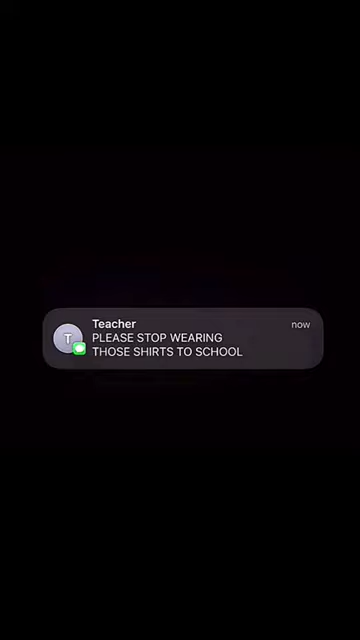 Teacher
now
PLEASE STOP WEARING
THOSE SHIRTS TO SCHOOL
T